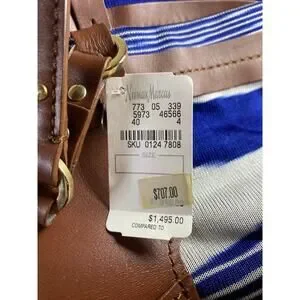 Neiman Marcus
773 05 339
5973 46566
40 4
SKU 0124 7808
SIZE
$707.00
$1,495.00
COMPARED TO